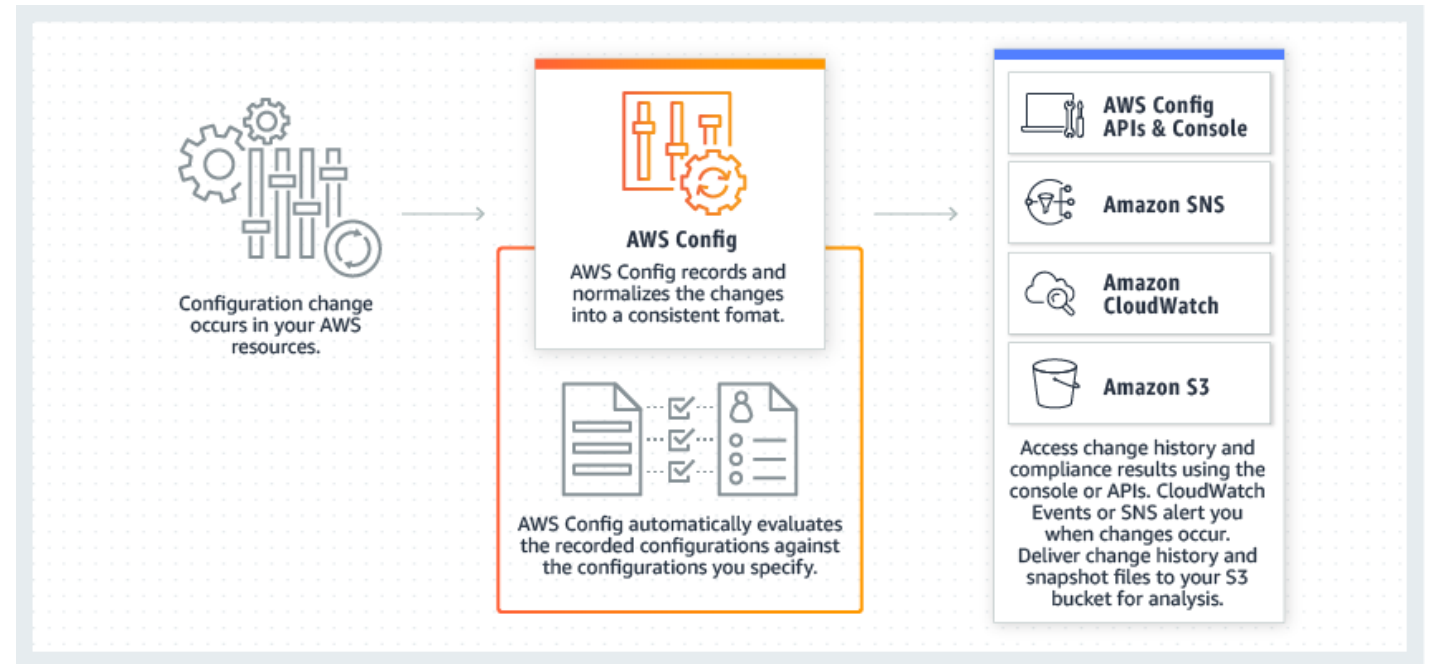 Configuration change
occurs in your AWS
resources.
AWS Config
AWS Config records and
normalizes the changes
into a consistent fomat.
AWS Config automatically evaluates
the recorded configurations against
the configurations you specify.
AWS Config
APIs & Console
Amazon SNS
Amazon
CloudWatch
Amazon S3
Access change history and
compliance results using the
console or APIs. CloudWatch
Events or SNS alert you
when changes occur.
Deliver change history and
snapshot files to your S3
bucket for analysis.